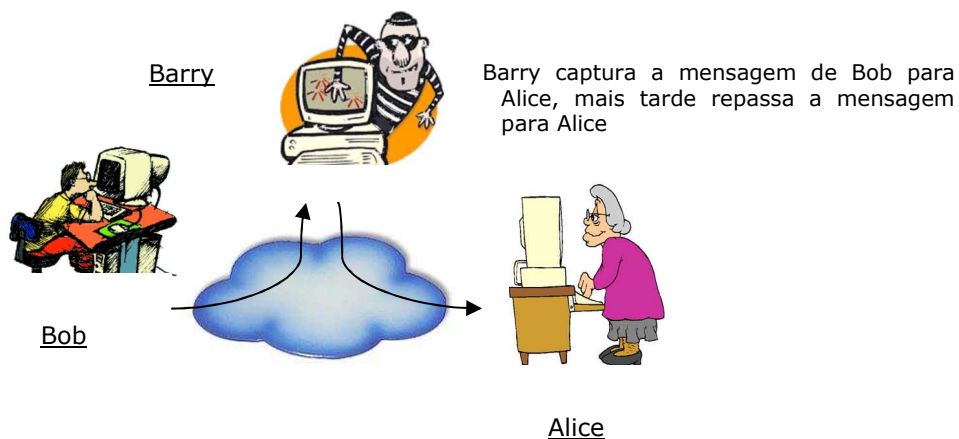 Barry
Barry captura a mensagem de Bob para
Alice, mais tarde repassa a mensagem
para Alice
Bob
Alice